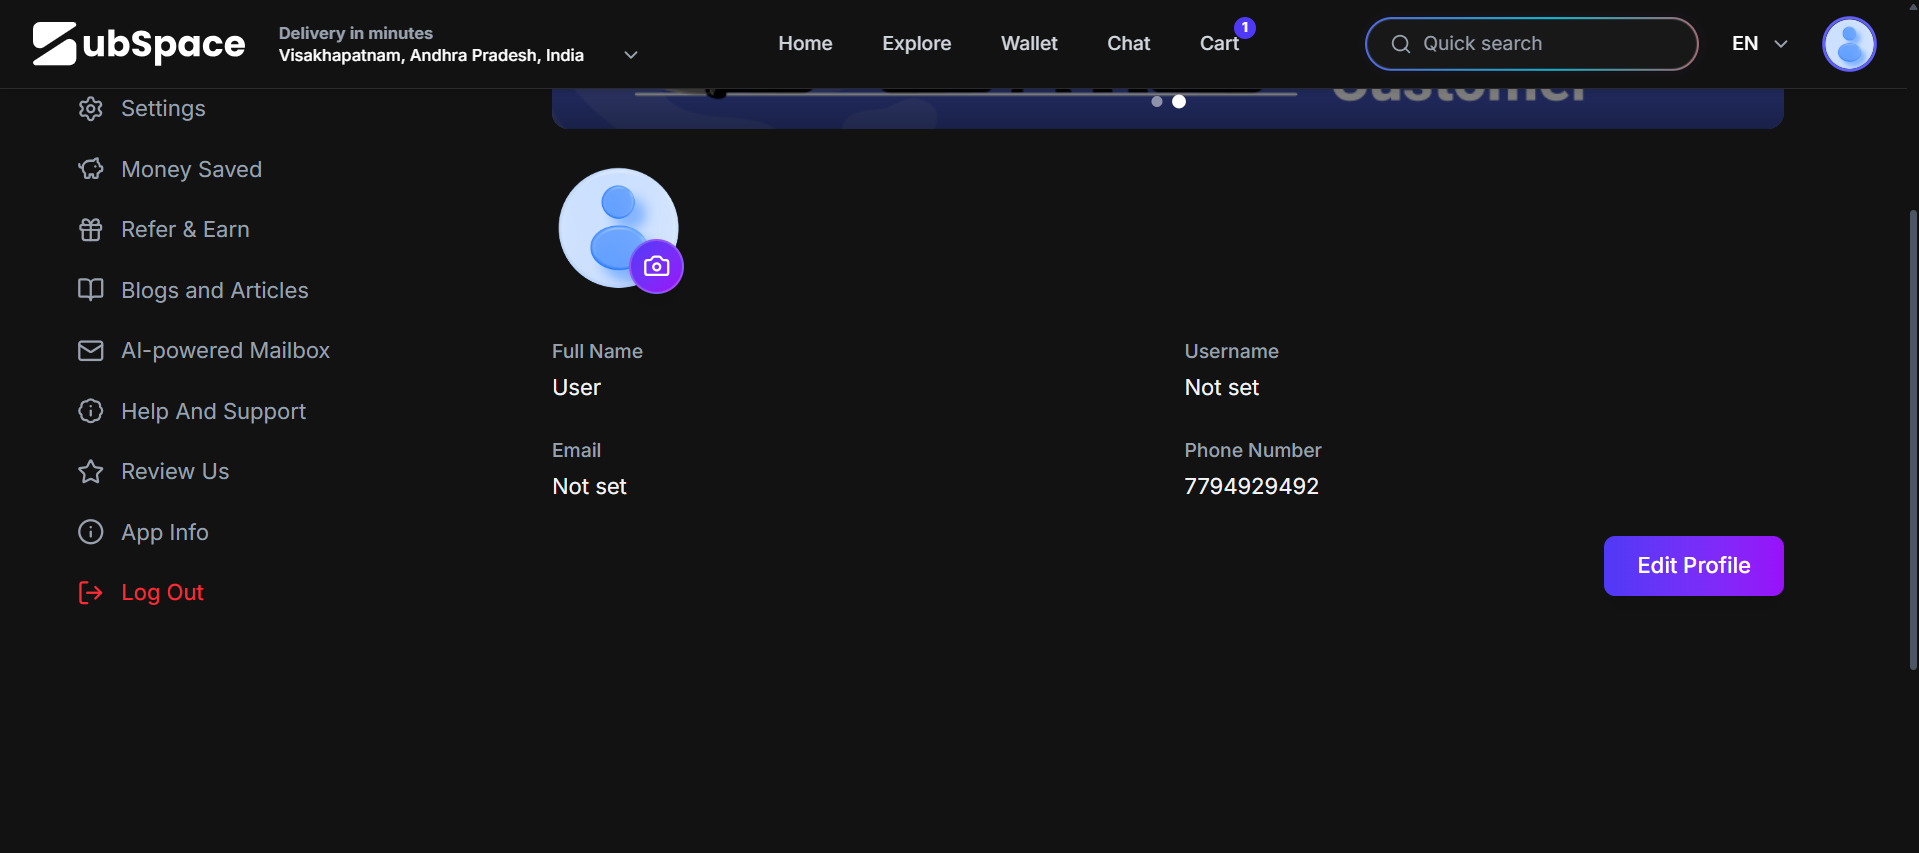 ubSpace
Delivery in minutes
Visakhapatnam, Andhra Pradesh, India
Home
Explore
Wallet
Chat
Cart
1
Quick search
EN
Customer
Settings
Money Saved
Refer & Earn
Blogs and Articles
AI-powered Mailbox
Help And Support
Review Us
App Info
Log Out
Full Name
User
Username
Not set
Email
Not set
Phone Number
7794929492
Edit Profile